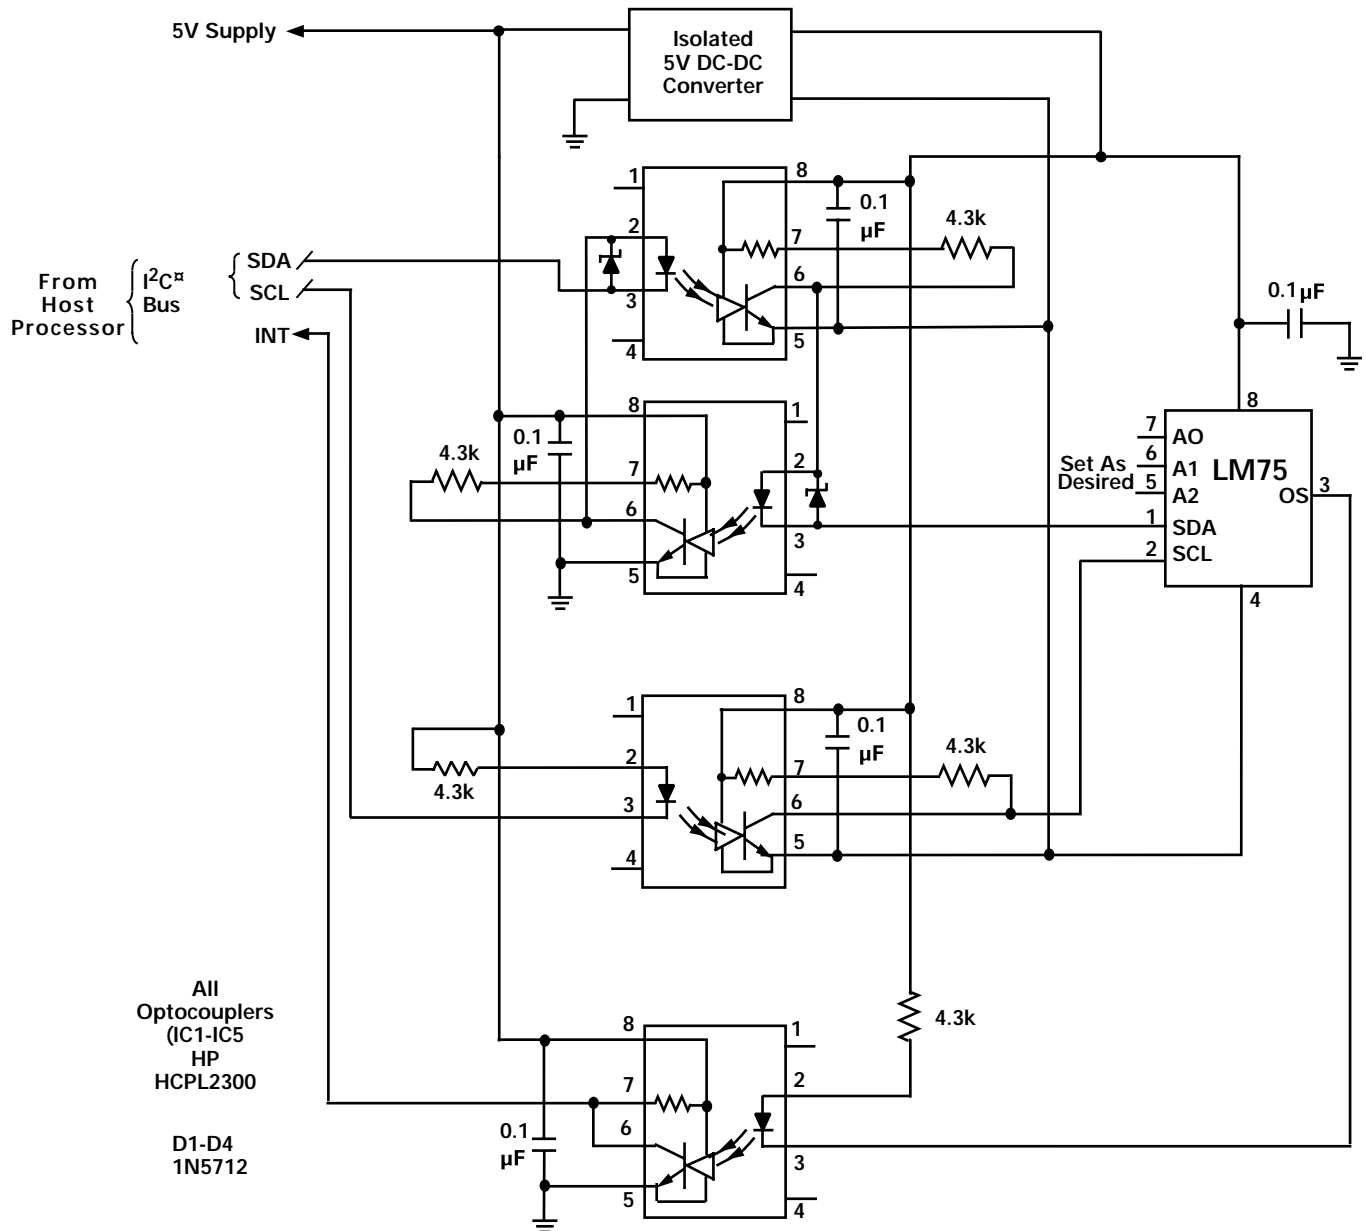 5V Supply
Isolated
5V DC-DC
Converter
1
2
3
4
8
7
6
5
0.1
µF
4.3k
From
Host
Processor
I²C¤
Bus
SDA
SCL
INT
0.1µF
8
7
6
5
0.1
µF
4.3k
1
2
3
4
Set As
Desired
7
6
5
1
2
AO
A1
A2
SDA
SCL
LM75
OS
3
8
4
1
2
3
4
8
7
6
5
4.3k
0.1
µF
4.3k
4.3k
8
7
6
5
1
2
3
4
0.1
µF
All
Optocouplers
(IC1-IC5
HP
HCPL2300
D1-D4
1N5712